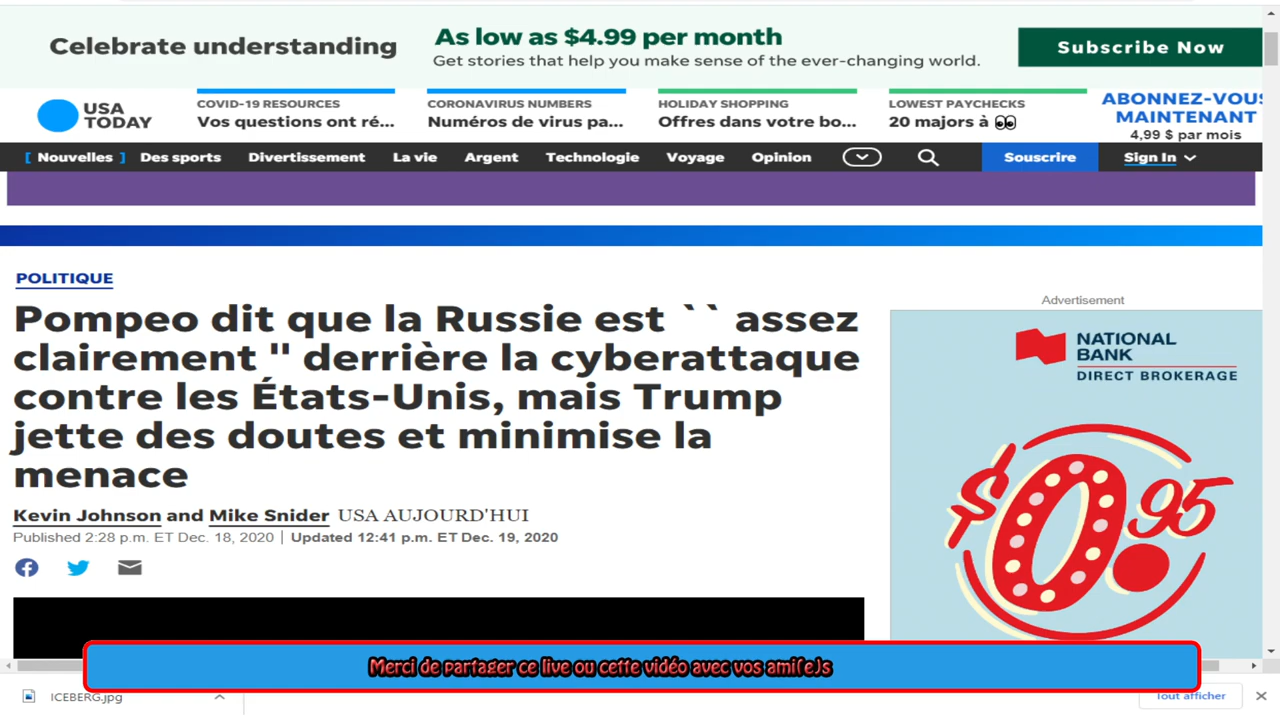 Celebrate understanding
As low as $4.99 per month
Get stories that help you make sense of the ever-changing world.
Subscribe Now
USA
TODAY
COVID-19 RESOURCES
Vos questions ont ré...
CORONAVIRUS NUMBERS
Numéros de virus pa...
HOLIDAY SHOPPING
Offres dans votre bo...
LOWEST PAYCHECKS
20 majors à 👀
ABONNEZ-VOUS
MAINTENANT
4,99 $ par mois
[ Nouvelles ] Des sports Divertissement La vie Argent Technologie Voyage Opinion Souscrire Sign In
POLITIQUE
Pompeo dit que la Russie est `` assez
clairement '' derrière la cyberattaque
contre les États-Unis, mais Trump
jette des doutes et minimise la
menace
Kevin Johnson and Mike Snider USA AUJOURD'HUI
Published 2:28 p.m. ET Dec. 18, 2020 | Updated 12:41 p.m. ET Dec. 19, 2020
Advertisement
NATIONAL
BANK
DIRECT BROKERAGE
$0.95
Merci de partager ce live ou cette vidéo avec vos ami(e)s
ICEBERG.jpg
Tout afficher